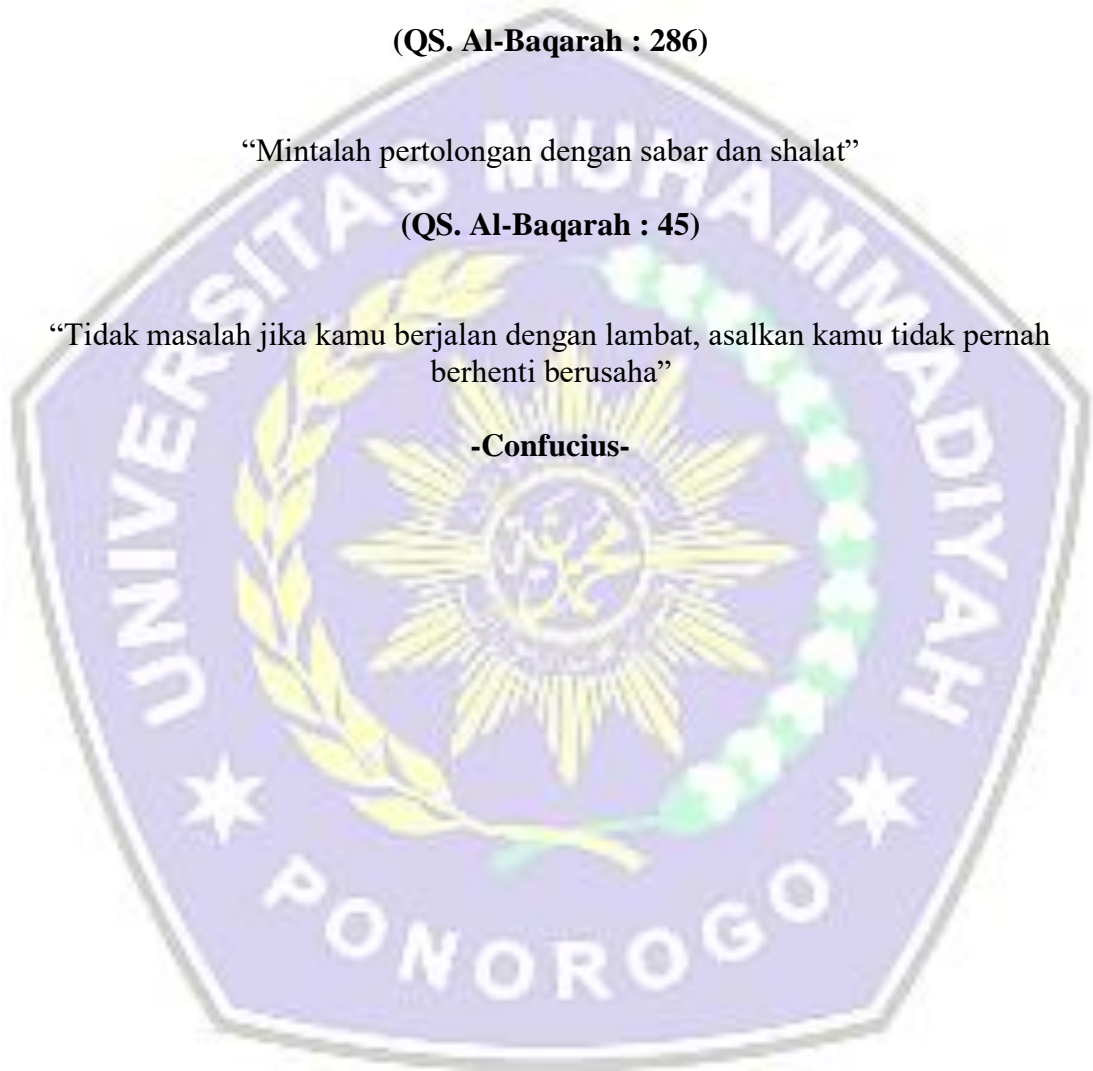 (QS. Al-Baqarah : 286)
“Mintalah pertolongan dengan sabar dan shalat”
(QS. Al-Baqarah : 45)
“Tidak masalah jika kamu berjalan dengan lambat, asalkan kamu tidak pernah
berhenti berusaha”
-Confucius-
UNIVERSITAS MUHAMMADIYAH
PONOROGO